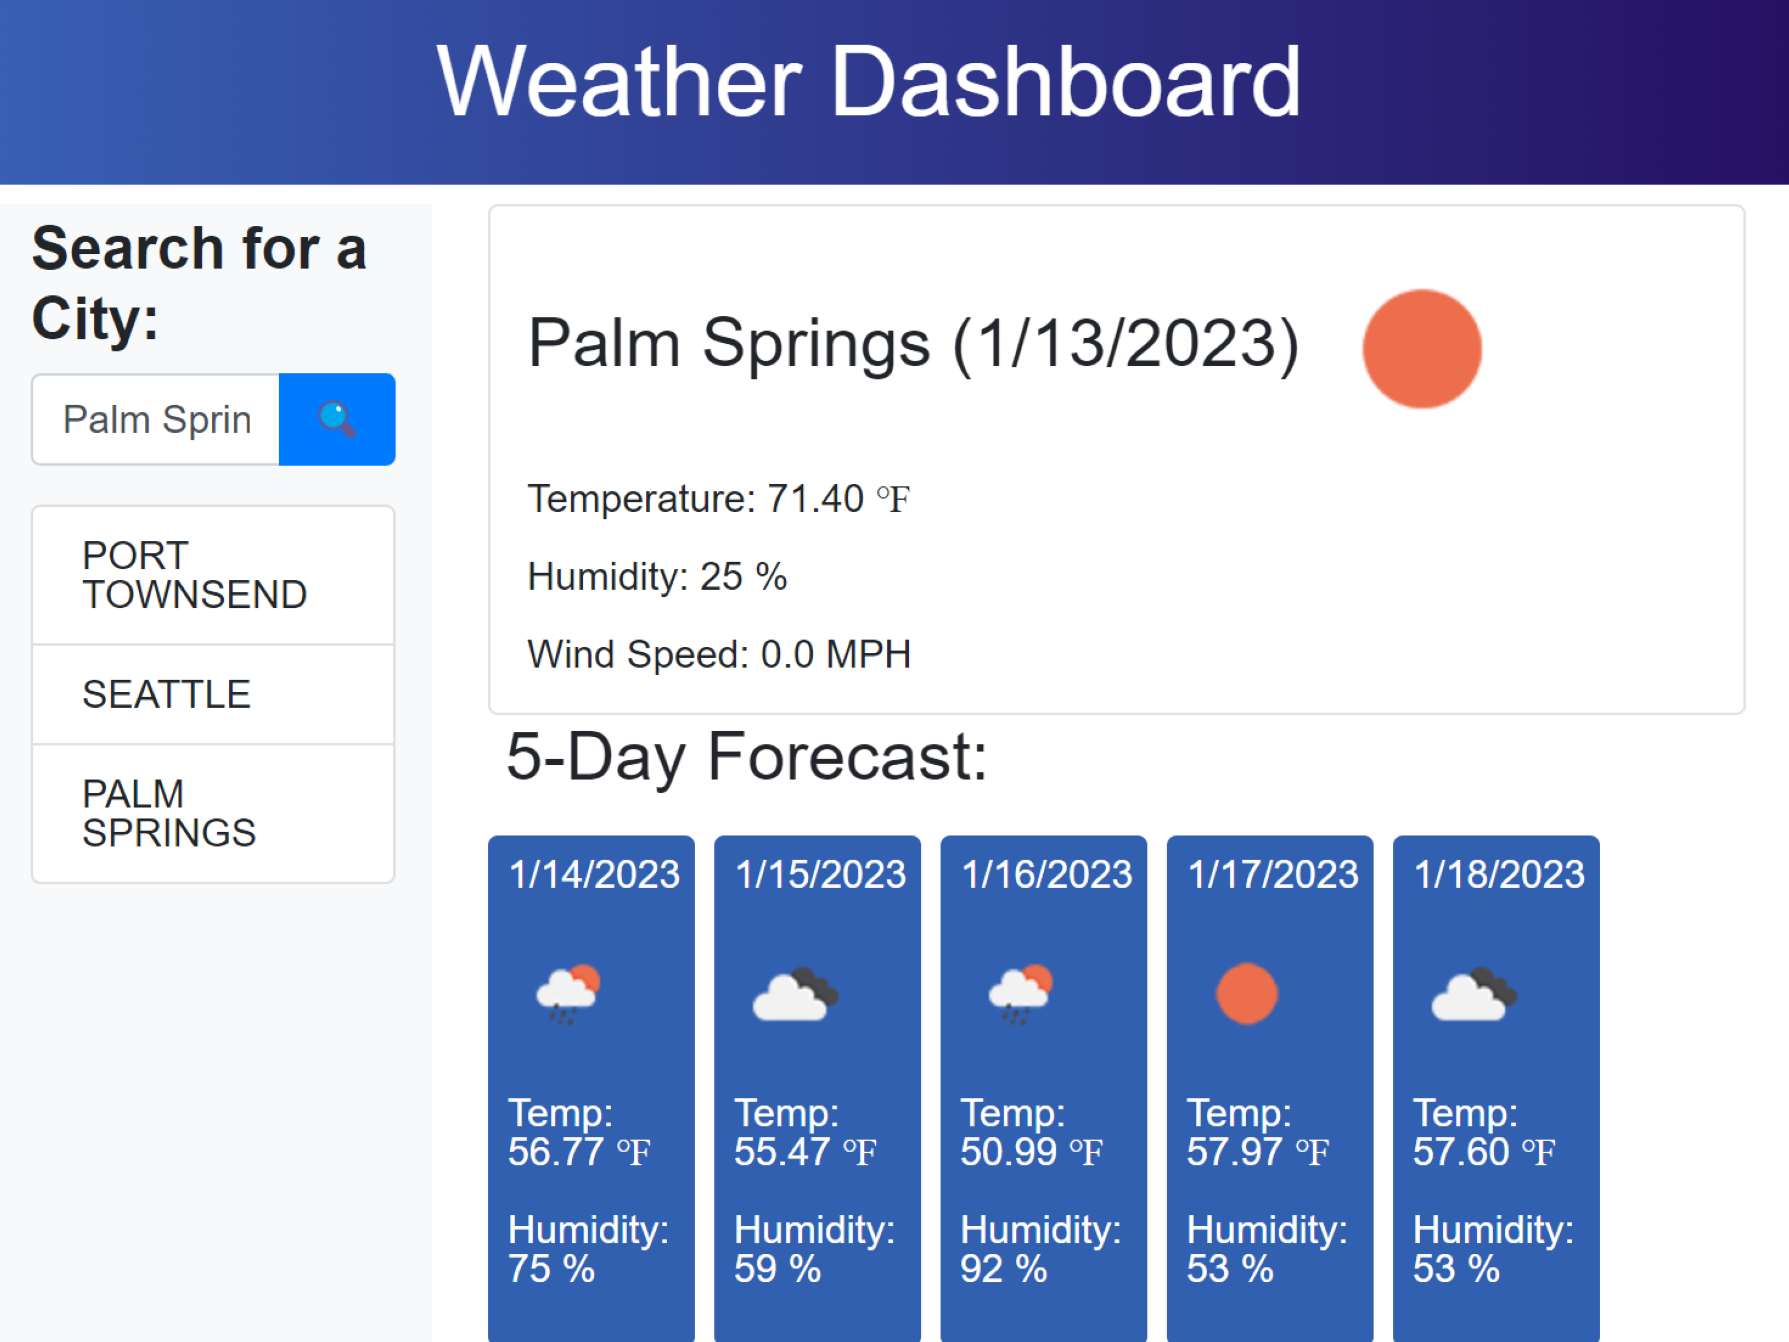 Weather Dashboard
Search for a
City:
Palm Sprin
PORT
TOWNSEND
SEATTLE
PALM
SPRINGS
Palm Springs (1/13/2023)
Temperature: 71.40 °F
Humidity: 25 %
Wind Speed: 0.0 MPH
5-Day Forecast:
1/14/2023
Temp:
56.77 °F
Humidity:
75 %
1/15/2023
Temp:
55.47 °F
Humidity:
59 %
1/16/2023
Temp:
50.99 °F
Humidity:
92 %
1/17/2023
Temp:
57.97 °F
Humidity:
53 %
1/18/2023
Temp:
57.60 °F
Humidity:
53 %